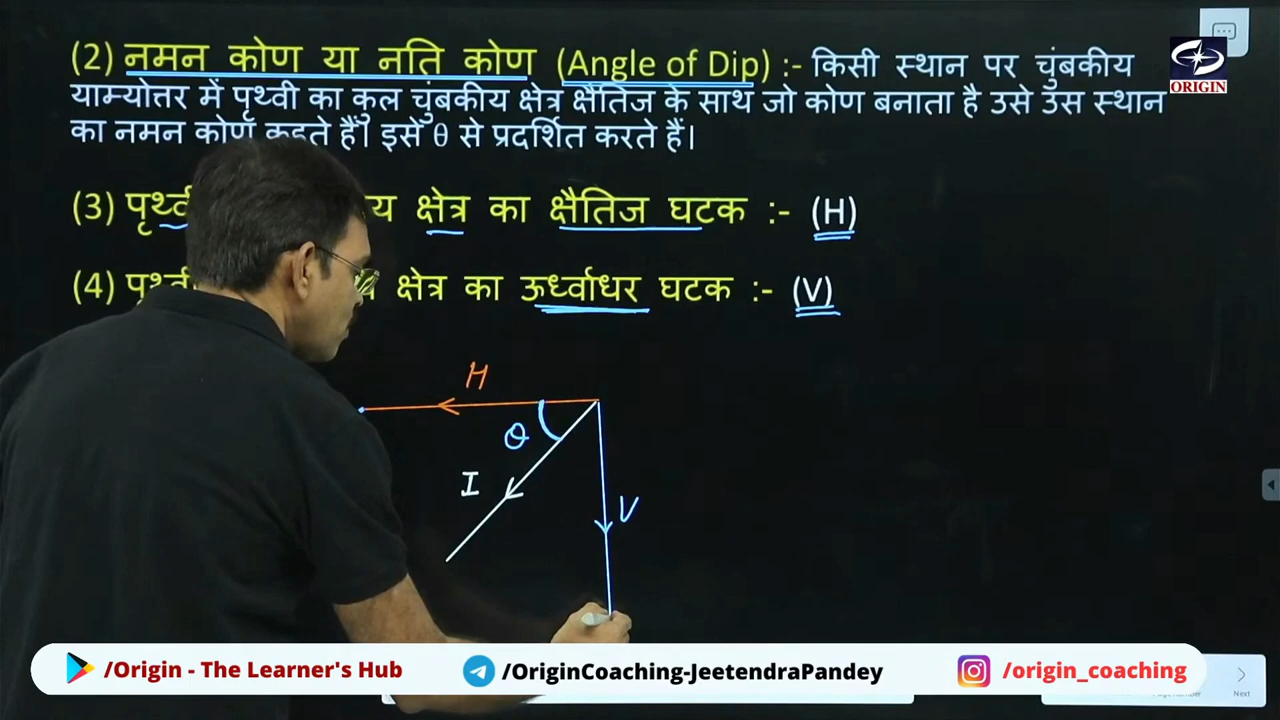 (2) नमन कोण या नति कोण (Angle of Dip) :- किसी स्थान पर चुंबकीय
याम्योत्तर में पृथ्वी का कुल चुंबकीय क्षेत्र क्षैतिज के साथ जो कोण बनाता है उसे उस स्थान
का नमन कोण कहते हैं। इसे θ से प्रदर्शित करते हैं।
ORIGIN
(3) क्षेत्र का क्षैतिज घटक :- (H)
(4) क्षेत्र का ऊर्ध्वाधर घटक :- (V)
H
θ
I
V
/Origin - The Learner's Hub
/OriginCoaching-JeetendraPandey
/origin_coaching
Next